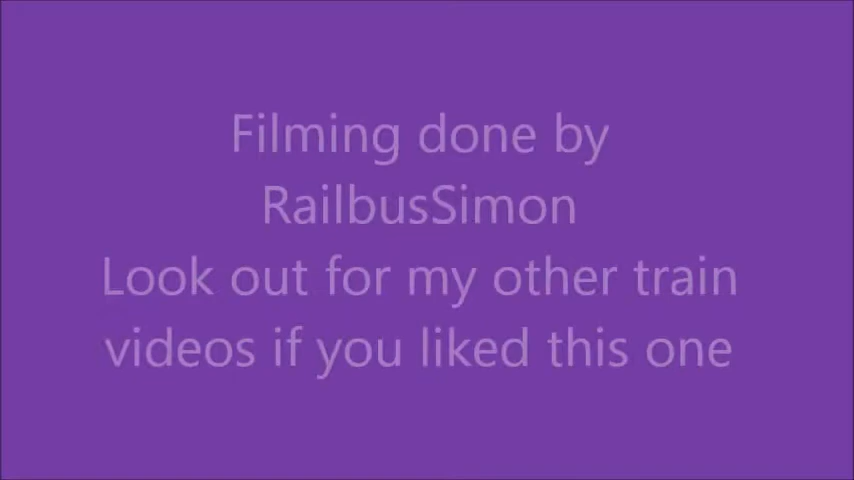 Filming done by
RailbusSimon
Look out for my other train
videos if you liked this one